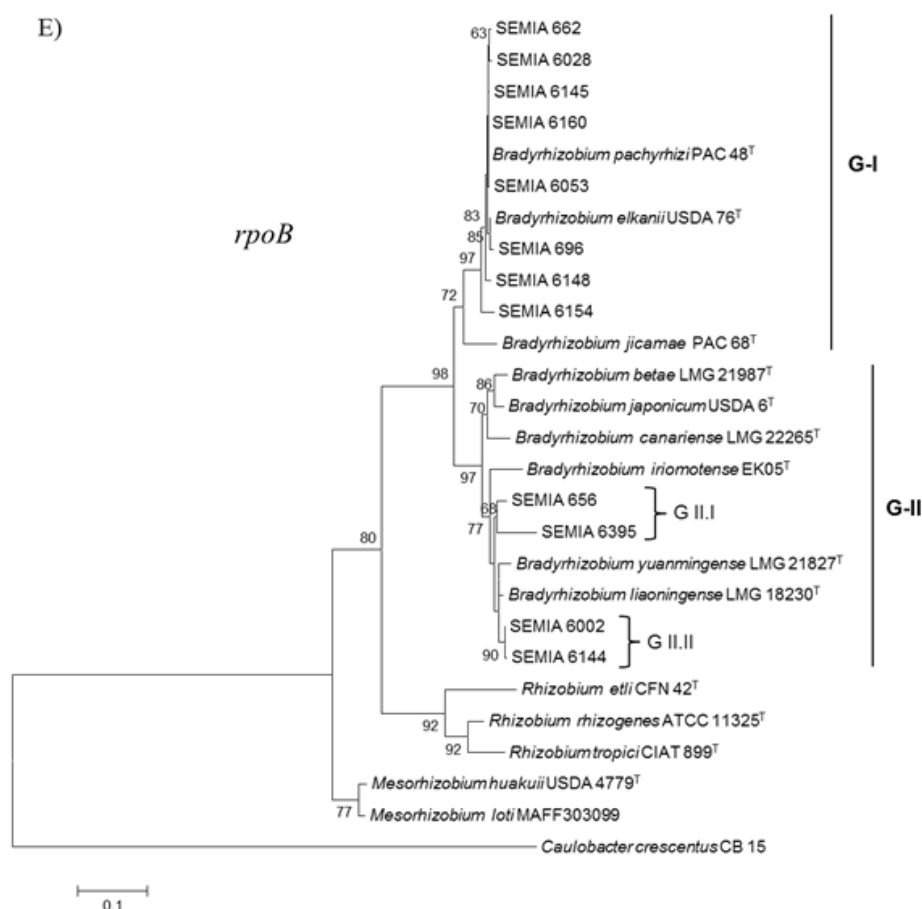 E)
63
SEMIA 662
SEMIA 6028
SEMIA 6145
SEMIA 6160
Bradyrhizobium pachyrhizi PAC 48ᵀ
G-I
SEMIA 6053
83
Bradyrhizobium elkanii USDA 76ᵀ
rpoB
85
SEMIA 696
97
SEMIA 6148
72
SEMIA 6154
Bradyrhizobium jicamae PAC 68ᵀ
98
Bradyrhizobium betae LMG 21987ᵀ
86
Bradyrhizobium japonicum USDA 6ᵀ
70
Bradyrhizobium canariense LMG 22265ᵀ
97
Bradyrhizobium iriomotense EK05ᵀ
68
SEMIA 656
G II.I
G-II
77
SEMIA 6395
80
Bradyrhizobium yuanmingense LMG 21827ᵀ
Bradyrhizobium liaoningense LMG 18230ᵀ
SEMIA 6002
G II.II
90
SEMIA 6144
Rhizobium etli CFN 42ᵀ
92
Rhizobium rhizogenes ATCC 11325ᵀ
92
Rhizobium tropici CIAT 899ᵀ
Mesorhizobium huakuii USDA 4779ᵀ
77
Mesorhizobium loti MAFF303099
Caulobacter crescentus CB 15
0.1